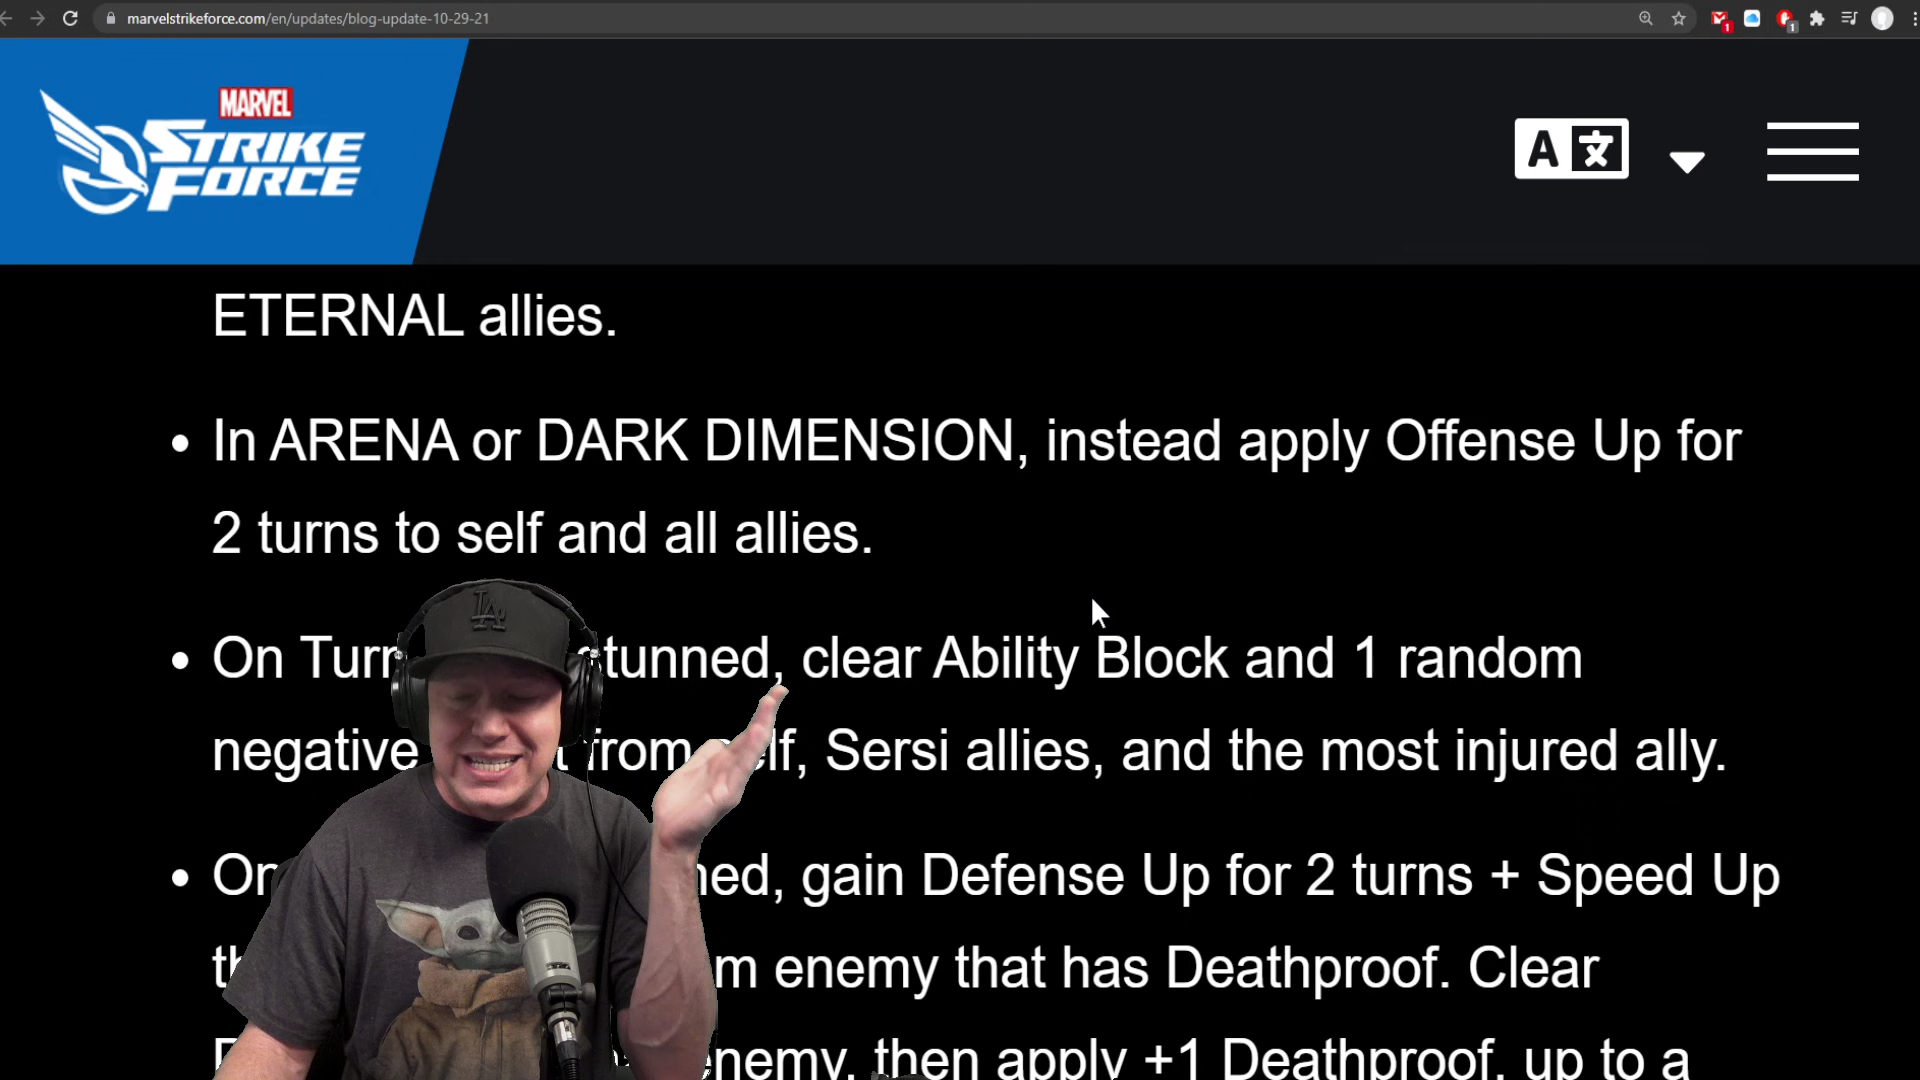 marvelstrikeforce.com/en/updates/blog-update-10-29-21
MARVEL
STRIKE
FORCE
A 文
ETERNAL allies.
• In ARENA or DARK DIMENSION, instead apply Offense Up for
2 turns to self and all allies.
LA
• On Turn tunned, clear Ability Block and 1 random
negative from self, Sersi allies, and the most injured ally.
• On ned, gain Defense Up for 2 turns + Speed Up
m enemy that has Deathproof. Clear
enemy, then apply +1 Deathproof, up to a